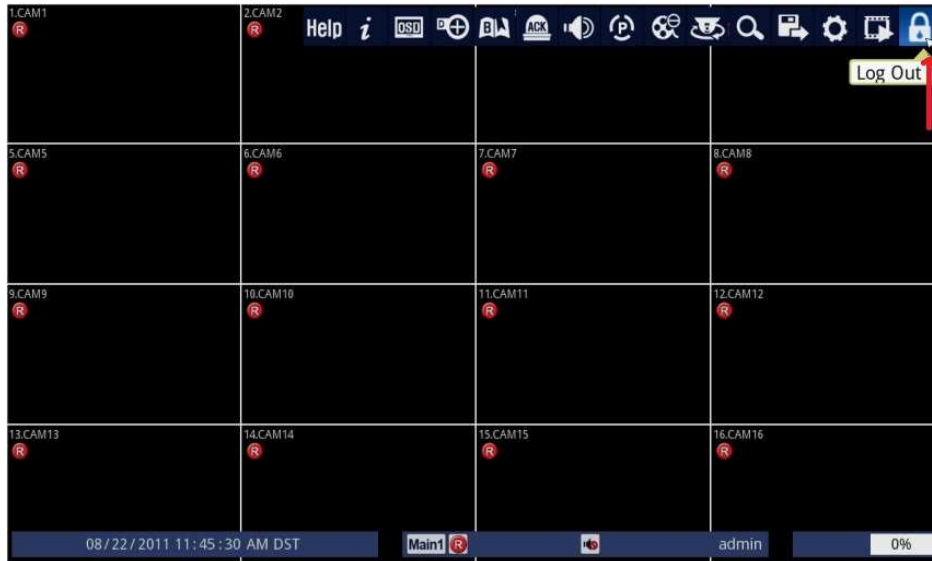 1.CAM1
2.CAM2
R
R
Help i OSD D B ACK P
Log Out
5.CAM5
6.CAM6
7.CAM7
8.CAM8
R
R
R
R
9.CAM9
10.CAM10
11.CAM11
12.CAM12
R
R
R
R
13.CAM13
14.CAM14
15.CAM15
16.CAM16
R
R
R
R
08/22/2011 11:45:30 AM DST
Main1 R
admin
0%